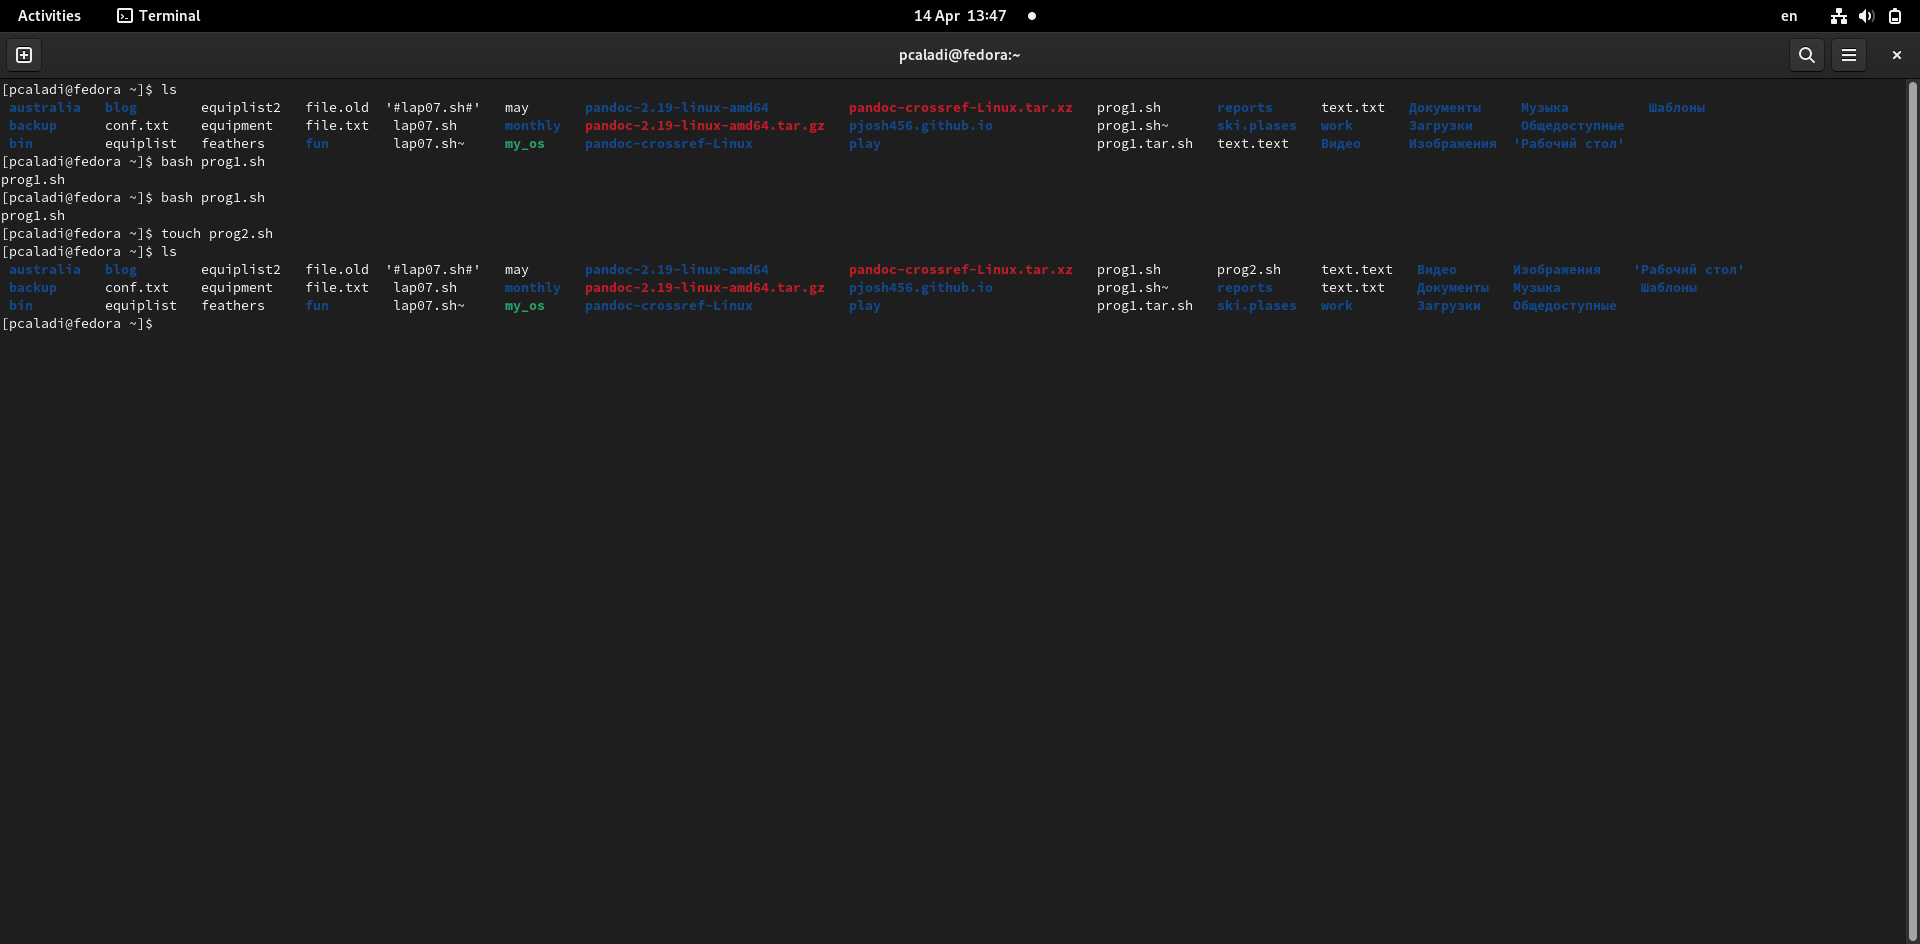 Activities Terminal 14 Apr 13:47 en
pcaladi@fedora:~
[pcaladi@fedora ~]$ ls
australia blog equiplist2 file.old '#lap07.sh#' may pandoc-2.19-linux-amd64 pandoc-crossref-Linux.tar.xz prog1.sh reports text.txt Документы Музыка Шаблоны
backup conf.txt equipment file.txt lap07.sh monthly pandoc-2.19-linux-amd64.tar.gz pjosh456.github.io prog1.sh~ ski.plases work Загрузки Общедоступные
bin equiplist feathers fun lap07.sh~ my_os pandoc-crossref-Linux play prog1.tar.sh text.text Видео Изображения 'Рабочий стол'
[pcaladi@fedora ~]$ bash prog1.sh
prog1.sh
[pcaladi@fedora ~]$ bash prog1.sh
prog1.sh
[pcaladi@fedora ~]$ touch prog2.sh
[pcaladi@fedora ~]$ ls
australia blog equiplist2 file.old '#lap07.sh#' may pandoc-2.19-linux-amd64 pandoc-crossref-Linux.tar.xz prog1.sh prog2.sh text.text Видео Изображения 'Рабочий стол'
backup conf.txt equipment file.txt lap07.sh monthly pandoc-2.19-linux-amd64.tar.gz pjosh456.github.io prog1.sh~ reports text.txt Документы Музыка Шаблоны
bin equiplist feathers fun lap07.sh~ my_os pandoc-crossref-Linux play prog1.tar.sh ski.plases work Загрузки Общедоступные
[pcaladi@fedora ~]$